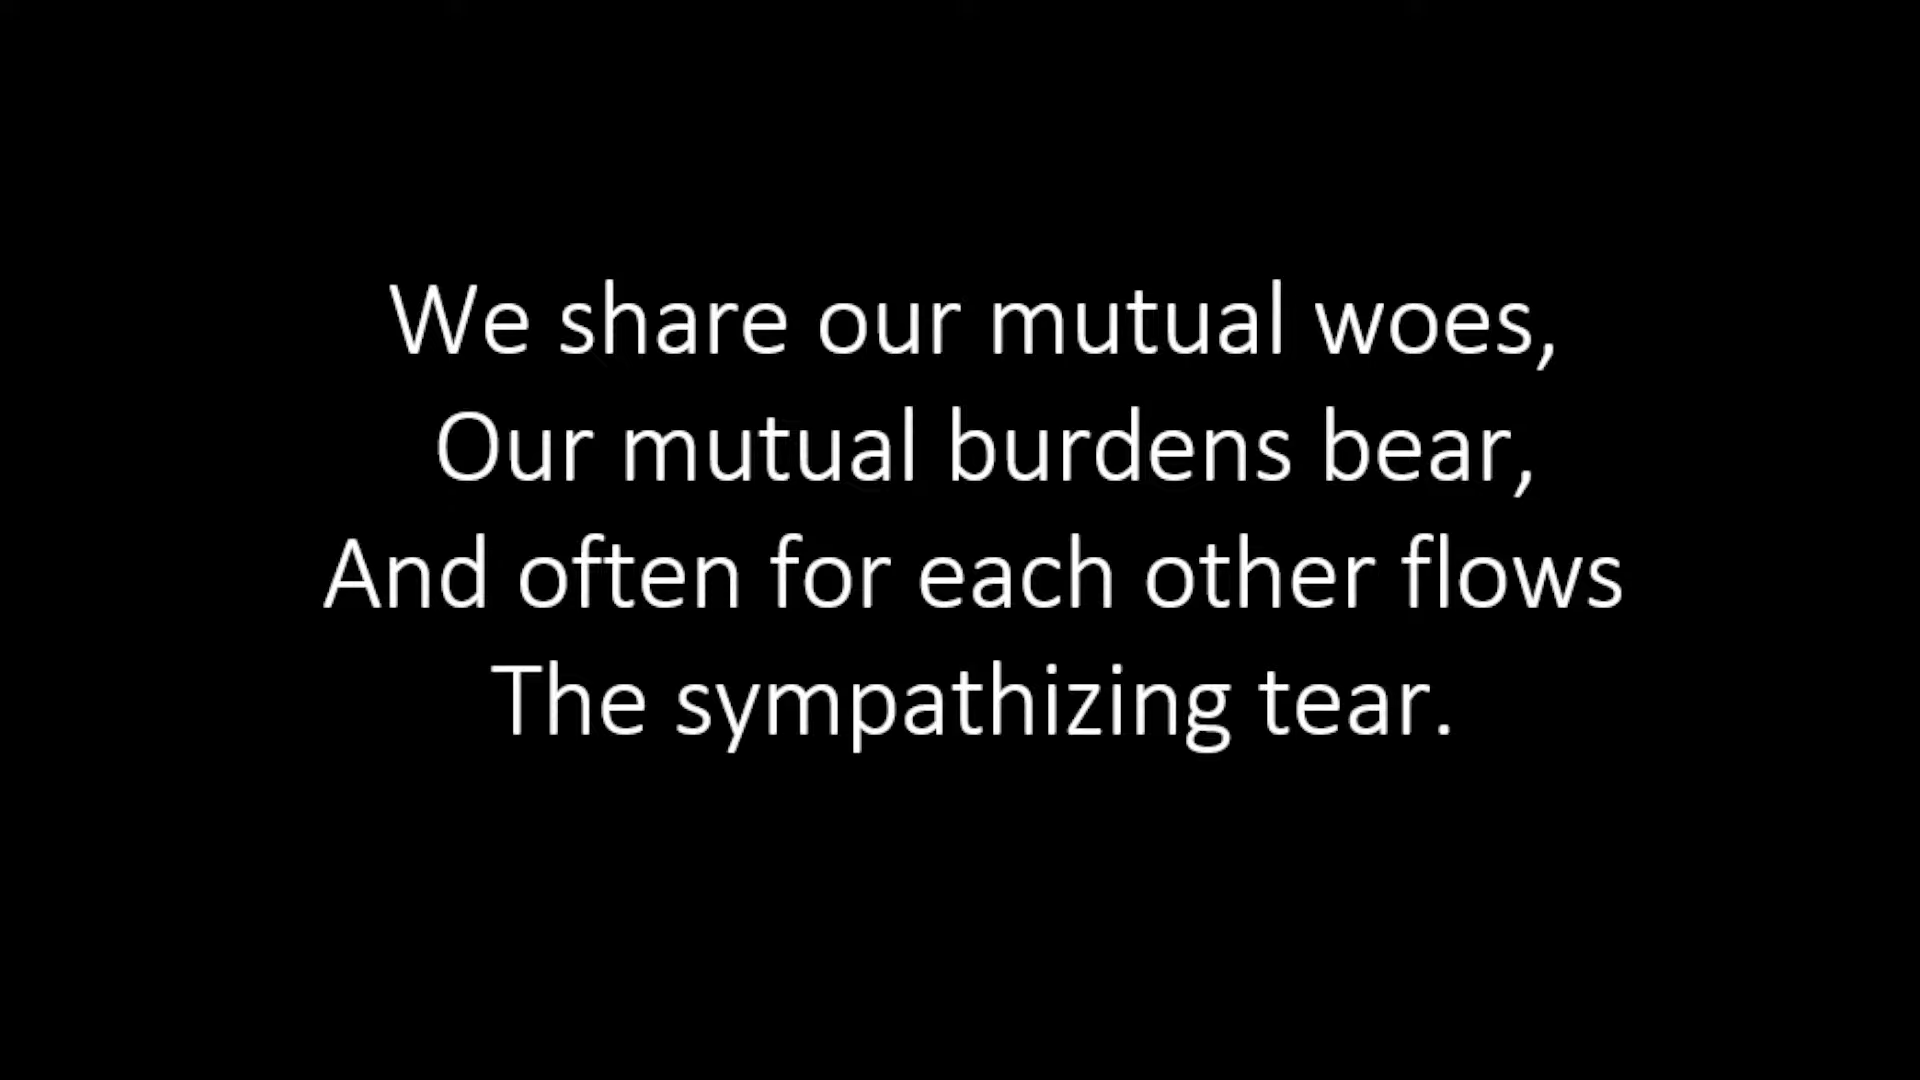 We share our mutual woes,
Our mutual burdens bear,
And often for each other flows
The sympathizing tear.